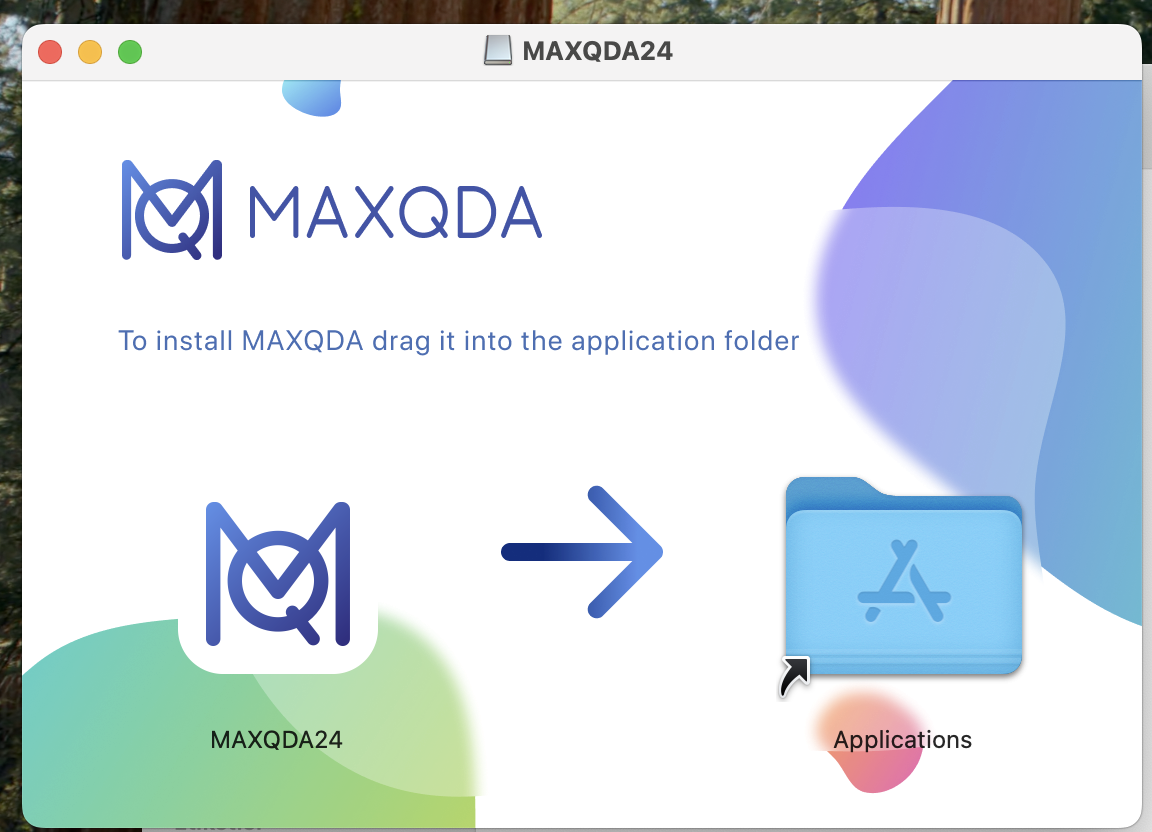 MAXQDA24
MAXQDA
To install MAXQDA drag it into the application folder
MAXQDA24
Applications